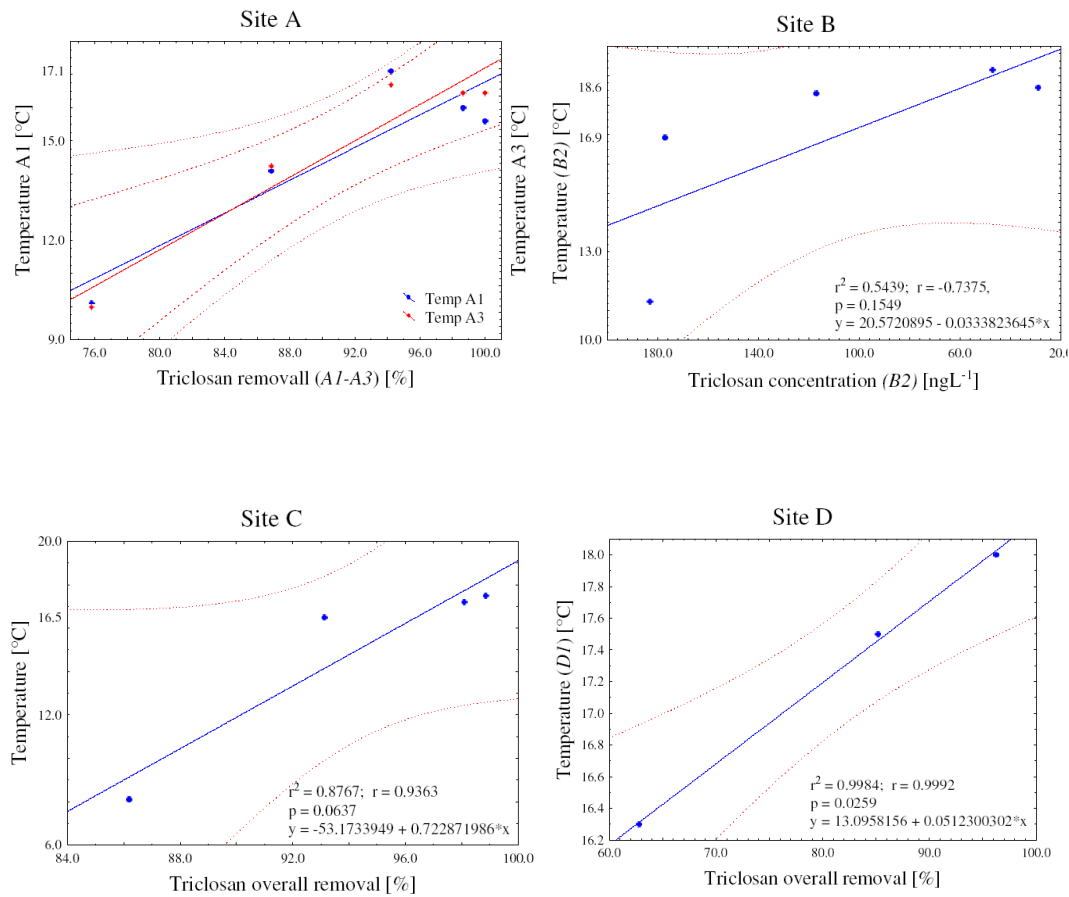 Site A
Temperature A1 [°C]
17.1
15.0
12.0
9.0
76.0 80.0 84.0 88.0 92.0 96.0 100.0
Temp A1
Temp A3
Temperature A3 [°C]
Triclosan removall (A1-A3) [%]
Site B
Temperature (B2) [°C]
18.6
16.9
13.0
10.0
180.0 140.0 100.0 60.0 20.0
r² = 0.5439; r = -0.7375,
p = 0.1549
y = 20.5720895 - 0.0333823645*x
Triclosan concentration (B2) [ngL⁻¹]
Site C
Temperature [°C]
20.0
16.5
12.0
6.0
84.0 88.0 92.0 96.0 100.0
r² = 0.8767; r = 0.9363
p = 0.0637
y = -53.1733949 + 0.722871986*x
Triclosan overall removal [%]
Site D
Temperature (D1) [°C]
18.0
17.8
17.6
17.4
17.2
17.0
16.8
16.6
16.4
16.2
60.0 70.0 80.0 90.0 100.0
r² = 0.9984; r = 0.9992
p = 0.0259
y = 13.0958156 + 0.0512300302*x
Triclosan overall removal [%]